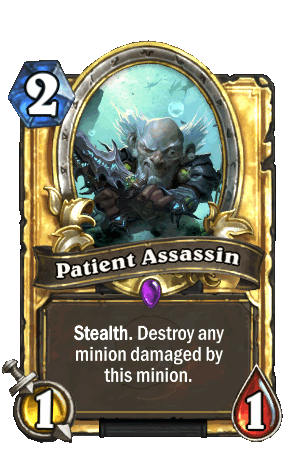 2
Patient Assassin
Stealth. Destroy any
minion damaged by
this minion.
1
1